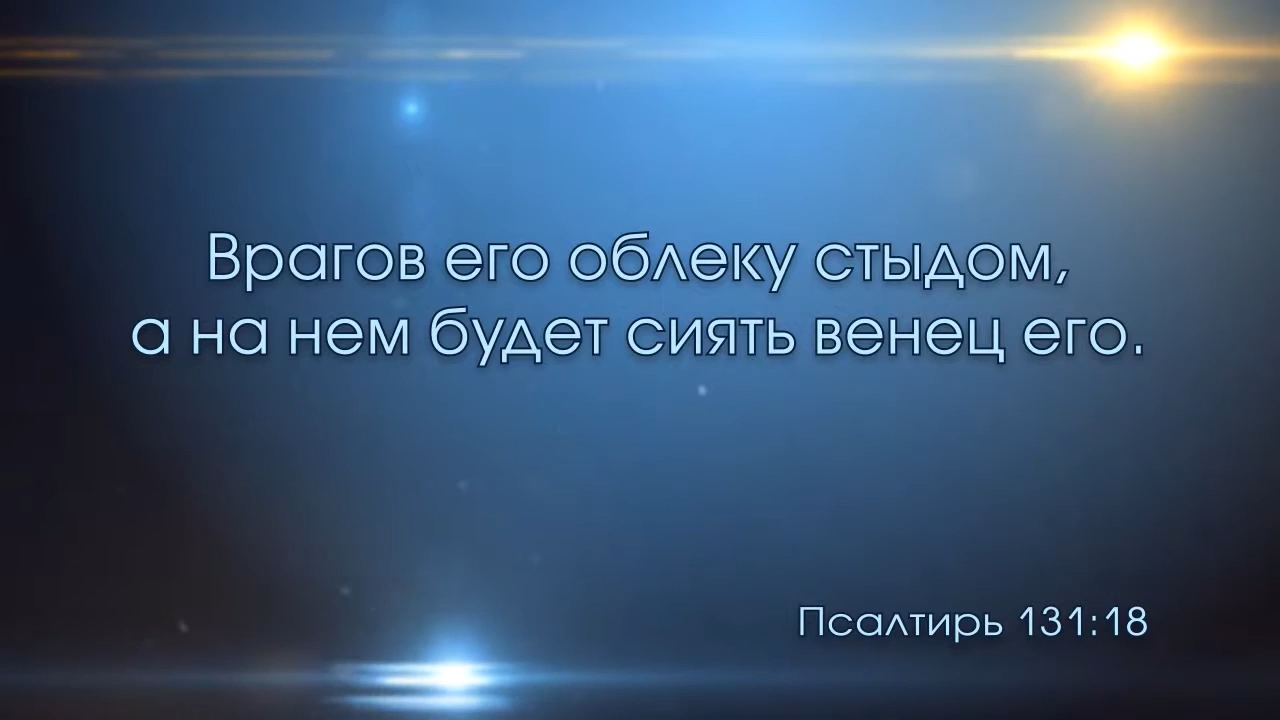 Врагов его облеку стыдом,
а на нем будет сиять венец его.
Псалтирь 131:18